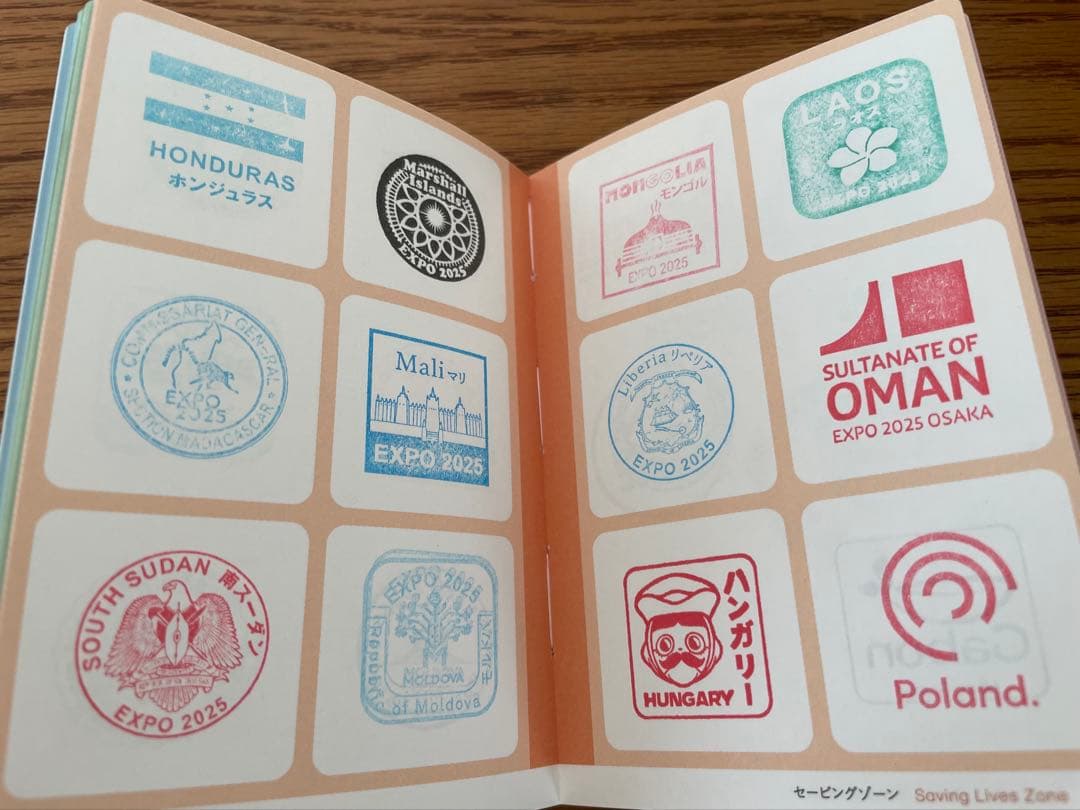 HONDURAS
ホンジュラス
Marshall
Islands
EXPO 2025
COMMISSARIAT GENERAL
EXPO
2025
SECTION MADAGASCAR
Mali マリ
EXPO 2025
SOUTH SUDAN 南スーダン
EXPO 2025
EXPO 2025
モルドバ
MOLDOVA
of Moldova
MONGOLIA
モンゴル
EXPO 2025
LAOS
ラオス
EXPO 2025
Liberia リベリア
EXPO 2025
SULTANATE OF
OMAN
EXPO 2025 OSAKA
ハンガリー
HUNGARY
Poland.
セービングゾーン Saving Lives Zone